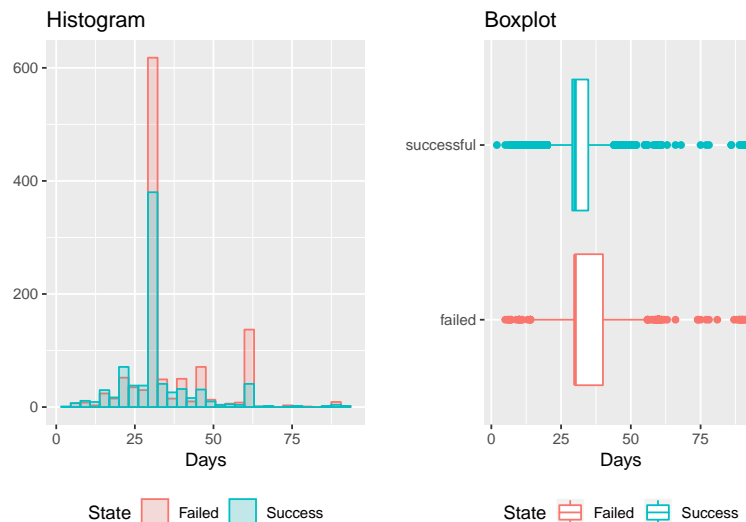 Histogram
600
400
200
0
0
25
50
75
Days
State
Failed
Success
Boxplot
successful
failed
0
25
50
75
Days
State
Failed
Success